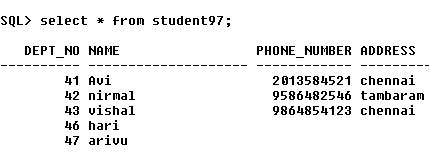 SQL> select * from student97;
DEPT_NO NAME PHONE_NUMBER ADDRESS
---------- -------------------- ------------ ----------
41 Avi 2013584521 chennai
42 nirmal 9586482546 tambaram
43 vishal 9864854123 chennai
46 hari
47 arivu